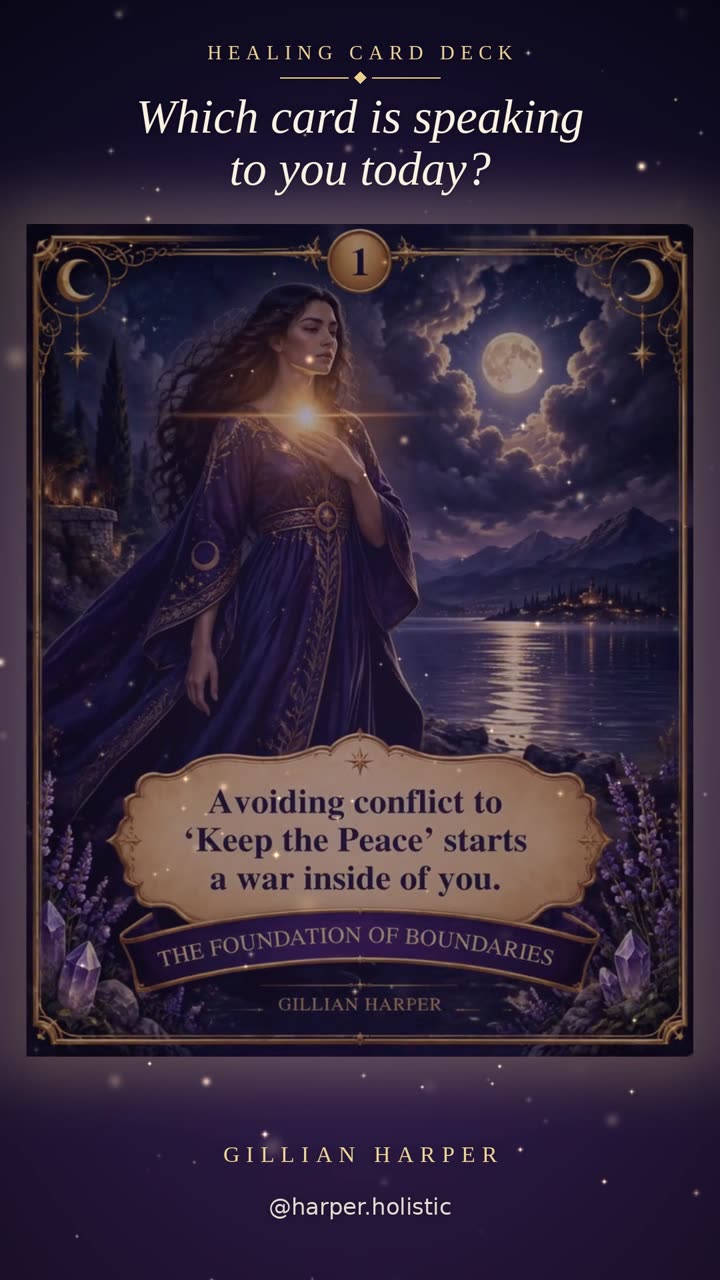 HEALING CARD DECK
Which card is speaking
to you today?
1
Avoiding conflict to
‘Keep the Peace’ starts
a war inside of you.
THE FOUNDATION OF BOUNDARIES
GILLIAN HARPER
GILLIAN HARPER
@harper.holistic